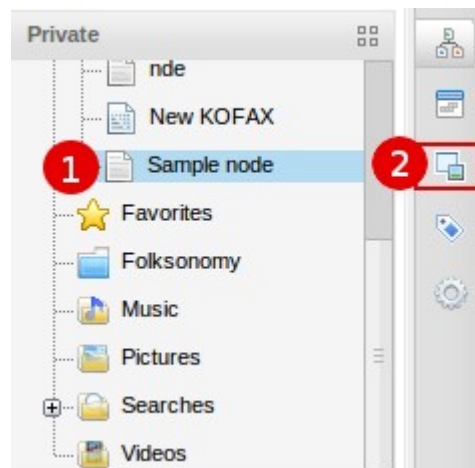 Private
nde
New KOFAX
1
Sample node
2
Favorites
Folksonomy
Music
Pictures
Searches
Videos